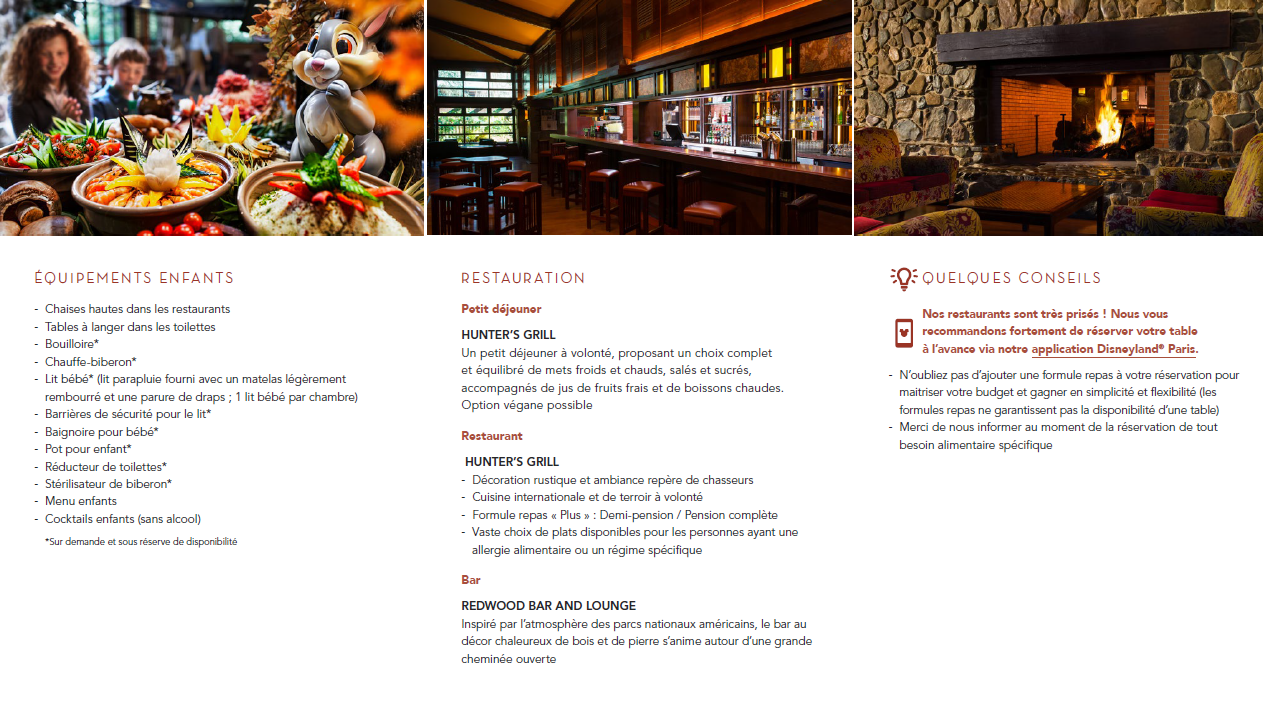 ÉQUIPEMENTS ENFANTS
- Chaises hautes dans les restaurants
- Tables à langer dans les toilettes
- Bouilloire*
- Chauffe-biberon*
- Lit bébé* (lit parapluie fourni avec un matelas légèrement
rembourré et une parure de draps ; 1 lit bébé par chambre)
- Barrières de sécurité pour le lit*
- Baignoire pour bébé*
- Pot pour enfant*
- Réducteur de toilettes*
- Stérilisateur de biberon*
- Menu enfants
- Cocktails enfants (sans alcool)
*Sur demande et sous réserve de disponibilité
RESTAURATION
Petit déjeuner
HUNTER'S GRILL
Un petit déjeuner à volonté, proposant un choix complet
et équilibré de mets froids et chauds, salés et sucrés,
accompagnés de jus de fruits frais et de boissons chaudes.
Option végane possible
Restaurant
HUNTER'S GRILL
- Décoration rustique et ambiance repère de chasseurs
- Cuisine internationale et de terroir à volonté
- Formule repas « Plus » : Demi-pension / Pension complète
- Vaste choix de plats disponibles pour les personnes ayant une
allergie alimentaire ou un régime spécifique
Bar
REDWOOD BAR AND LOUNGE
Inspiré par l'atmosphère des parcs nationaux américains, le bar au
décor chaleureux de bois et de pierre s'anime autour d'une grande
cheminée ouverte
QUELQUES CONSEILS
Nos restaurants sont très prisés ! Nous vous
recommandons fortement de réserver votre table
à l'avance via notre application Disneyland® Paris.
- N'oubliez pas d'ajouter une formule repas à votre réservation pour
maitriser votre budget et gagner en simplicité et flexibilité (les
formules repas ne garantissent pas la disponibilité d'une table)
- Merci de nous informer au moment de la réservation de tout
besoin alimentaire spécifique